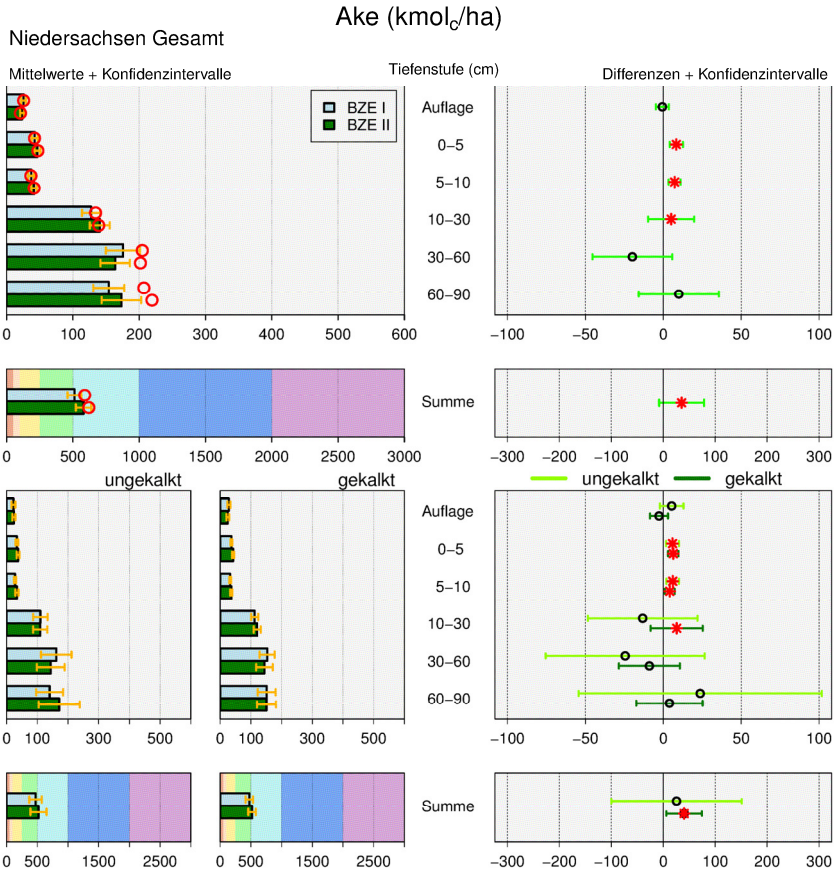 Ake (kmolc/ha)
Niedersachsen Gesamt
Mittelwerte + Konfidenzintervalle
Tiefenstufe (cm)
Differenzen + Konfidenzintervalle
BZE I
BZE II
Auflage
0−5
5−10
10−30
30−60
60−90
0 100 200 300 400 500 600
−100 −50 0 50 100
Summe
0 500 1000 1500 2000 2500 3000
−300 −200 −100 0 100 200 300
ungekalkt
gekalkt
ungekalkt gekalkt
Auflage
0−5
5−10
10−30
30−60
60−90
0 100 300 500
0 100 300 500
−100 −50 0 50 100
Summe
0 500 1500 2500
0 500 1500 2500
−300 −200 −100 0 100 200 300